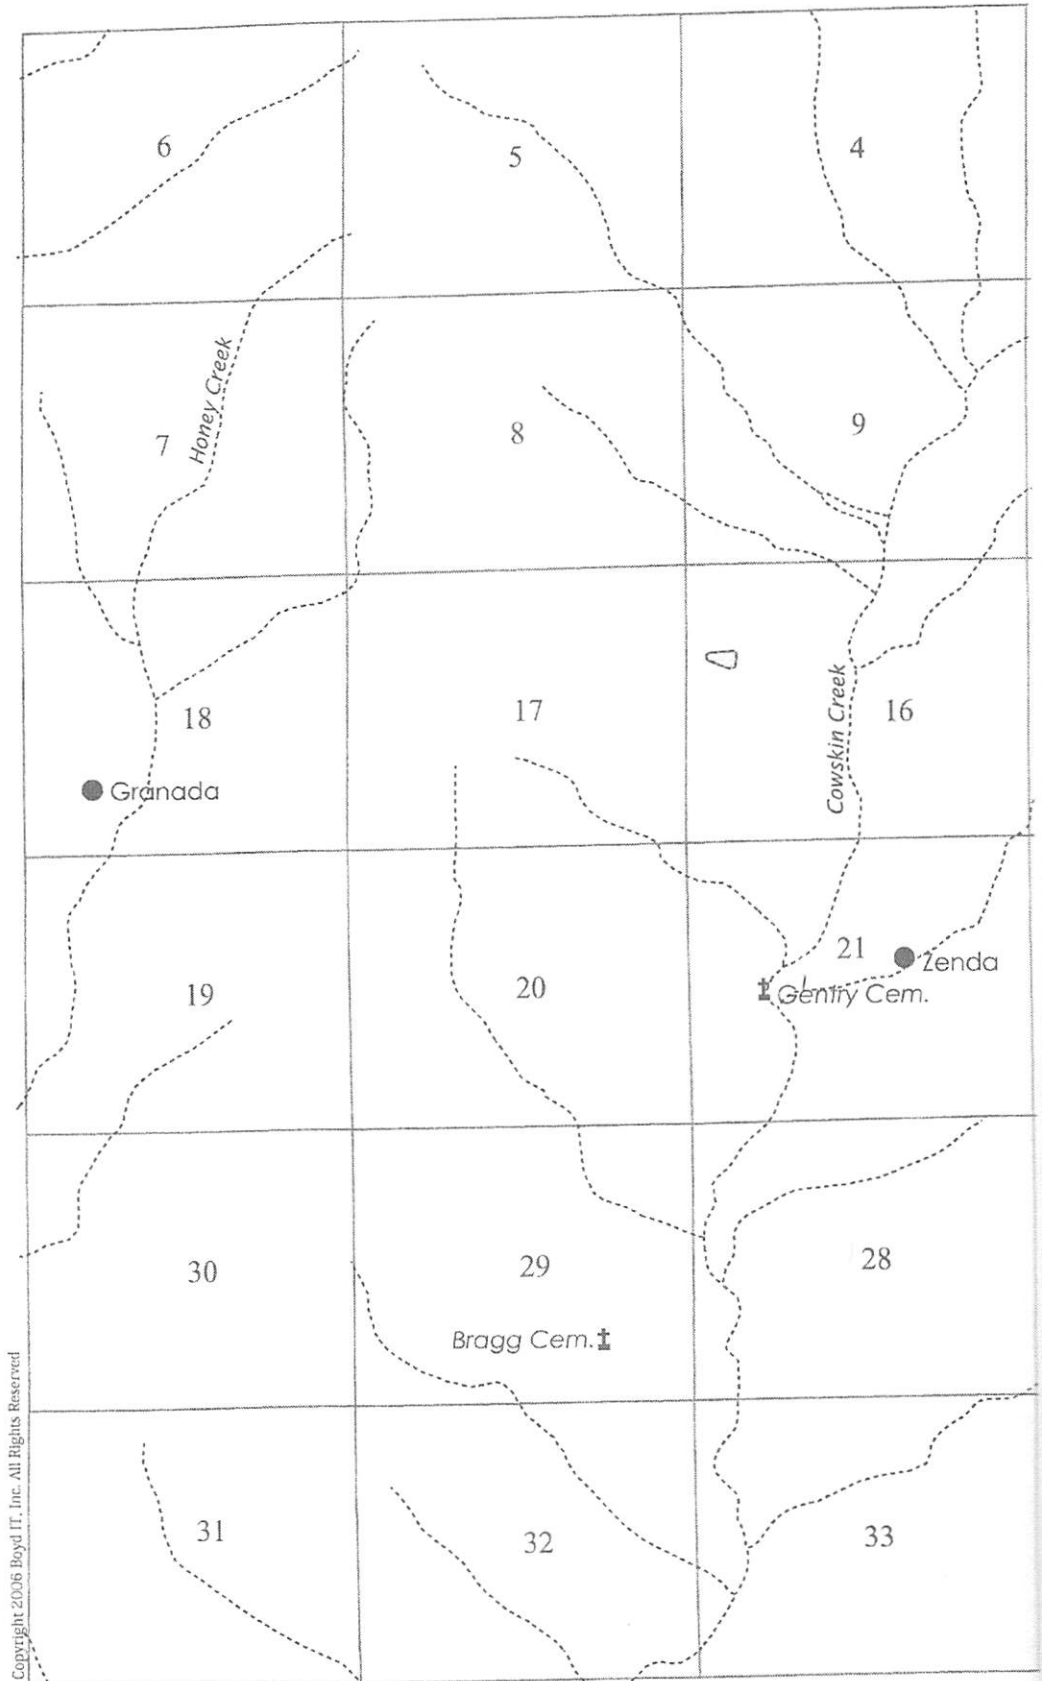 6
5
4
Honey Creek
7
8
9
18
17
16
Cowskin Creek
Granada
19
20
21
Zenda
Gentry Cem.
30
29
28
Bragg Cem.
31
32
33
Copyright 2006 Boyd IT, Inc. All Rights Reserved